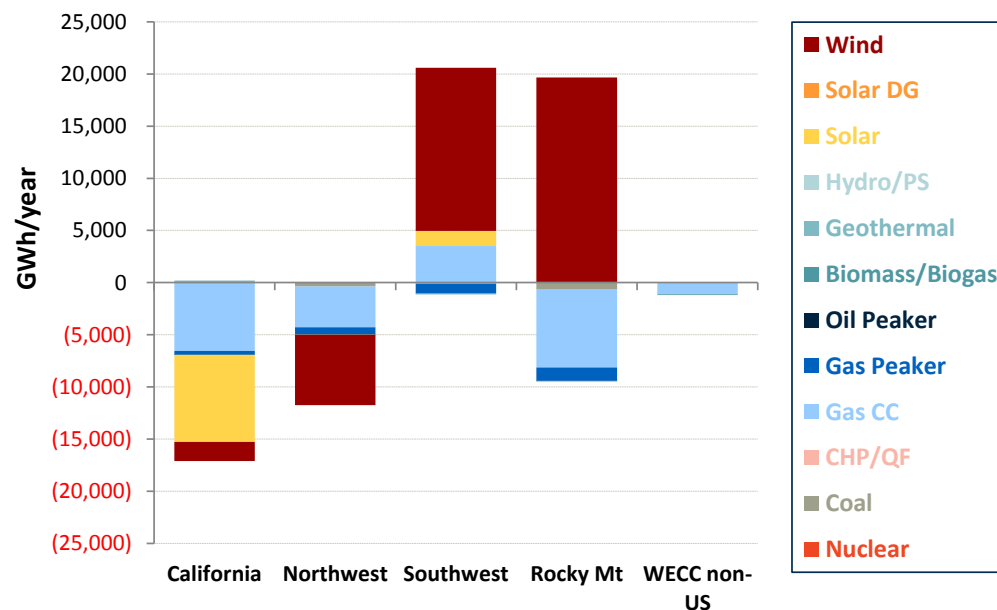 25,000
20,000
15,000
10,000
5,000
0
(5,000)
(10,000)
(15,000)
(20,000)
(25,000)
GWh/year
California
Northwest
Southwest
Rocky Mt
WECC non-
US
Wind
Solar DG
Solar
Hydro/PS
Geothermal
Biomass/Biogas
Oil Peaker
Gas Peaker
Gas CC
CHP/QF
Coal
Nuclear